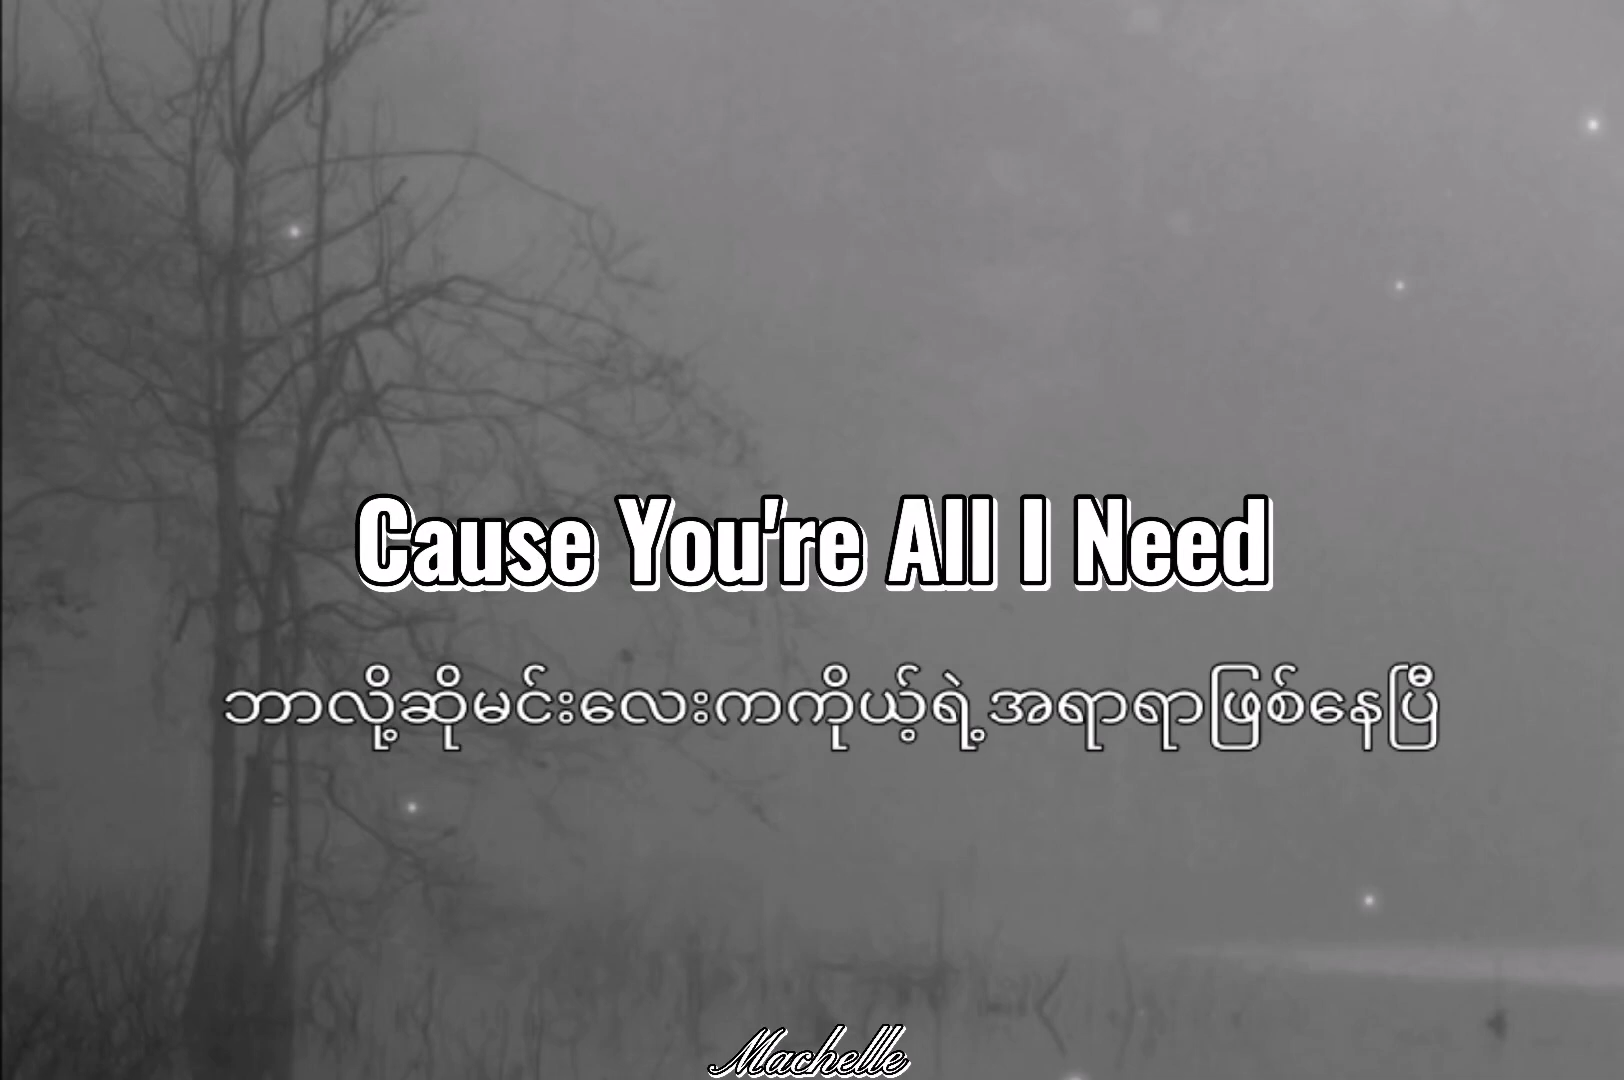 Cause You're All I Need
ဘာလို့ဆိုမင်းလေးကကိုယ့်ရဲ့အရာရာဖြစ်နေပြီ
Machelle